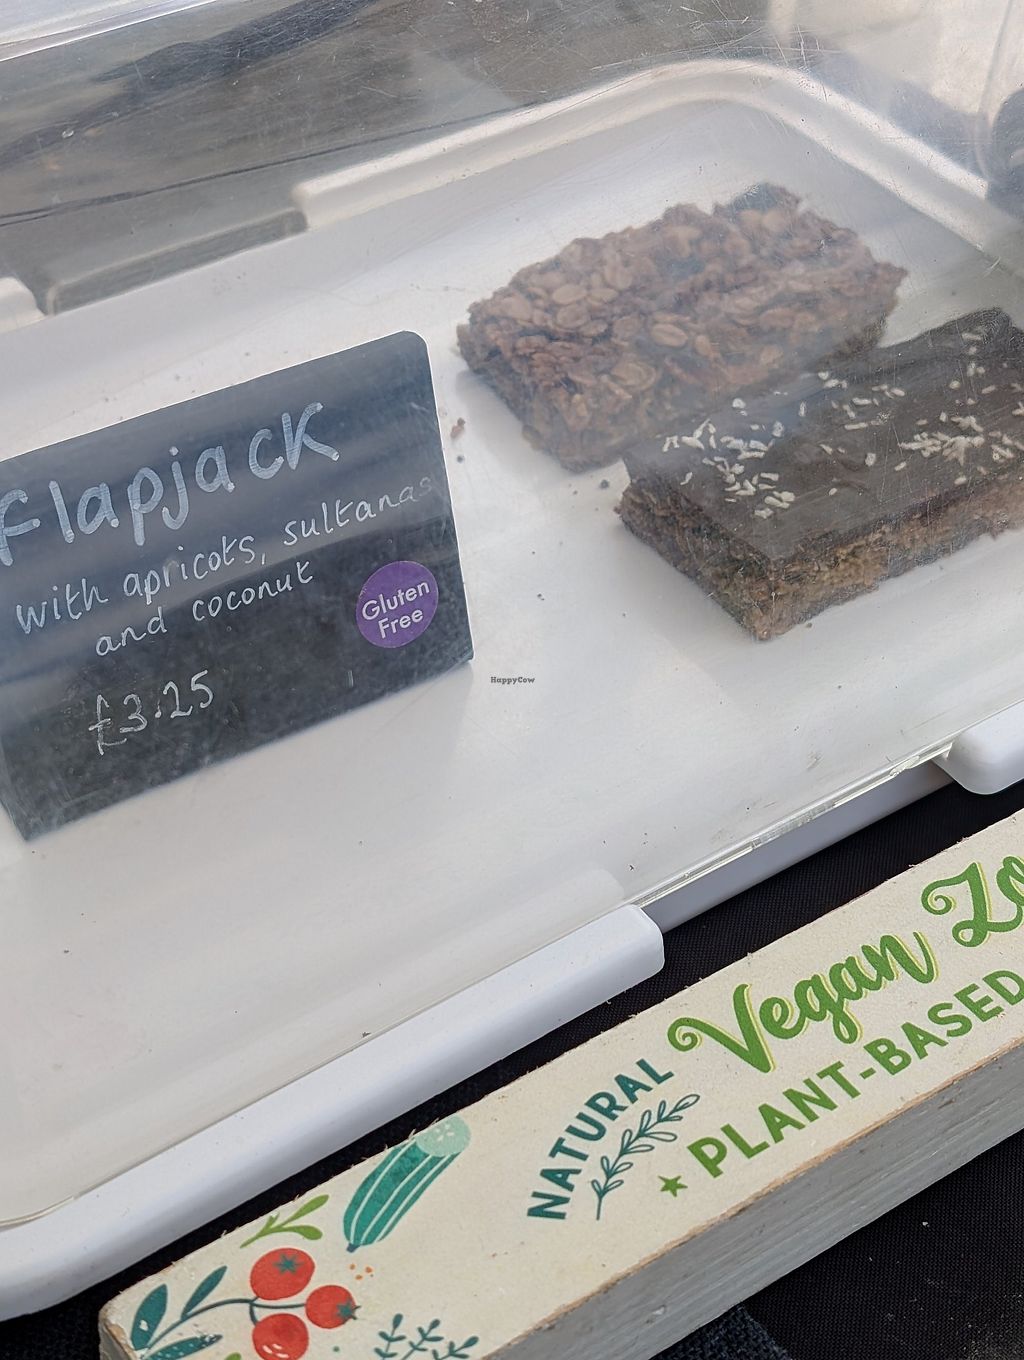 Flapjack
with apricots, sultanas
and coconut
£3.25
Gluten
Free
HappyCow
NATURAL
Vegan
PLANT-BASED